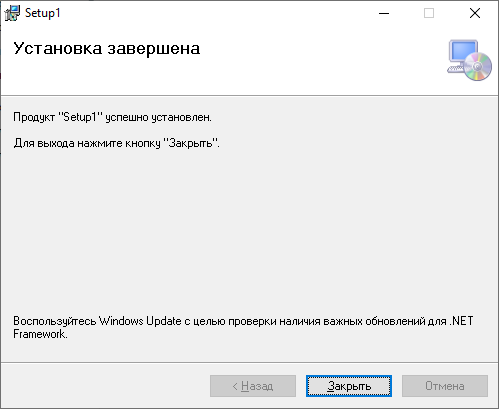 Setup1
Установка завершена
Продукт "Setup1" успешно установлен.
Для выхода нажмите кнопку "Закрыть".
Воспользуйтесь Windows Update с целью проверки наличия важных обновлений для .NET
Framework.
< Назад
Закрыть
Отмена